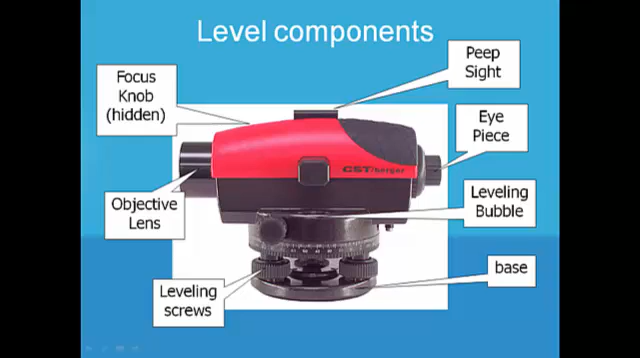 Level components
Peep
Sight
Focus
Knob
(hidden)
Eye
Piece
CST/berger
Objective
Lens
Leveling
Bubble
base
Leveling
screws